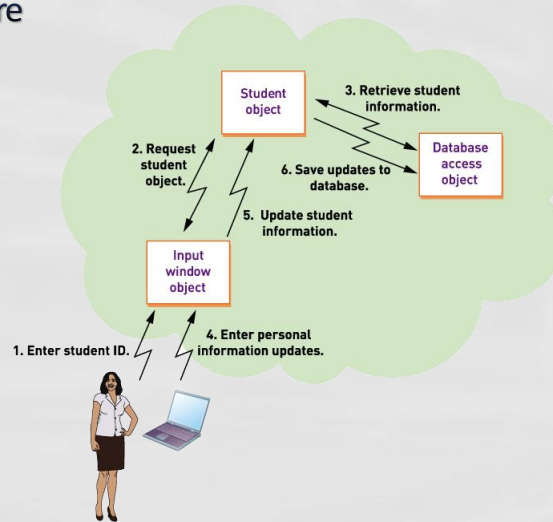 re
Student
object
3. Retrieve student
information.
2. Request
student
object.
Database
access
object
6. Save updates to
database.
5. Update student
information.
Input
window
object
1. Enter student ID.
4. Enter personal
information updates.